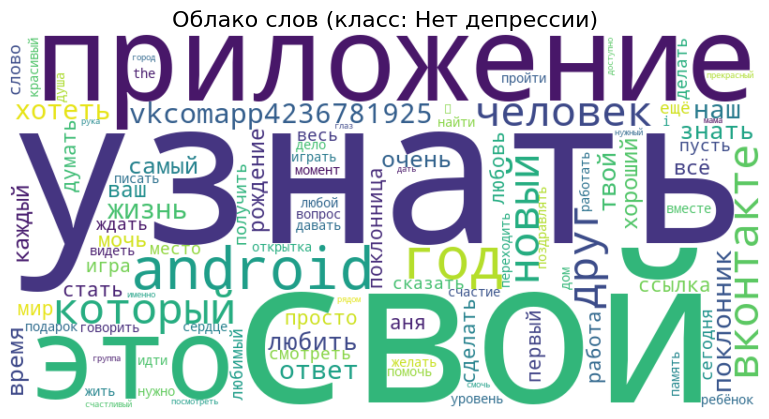 Облако слов (класс: Нет депрессии)
приложение
слово
красивый
душа
город
the
пройти
доступно
делать
прекрасный
хотеть
рука
vkcomapp4236781925
человек
найти
ещё
i
наш
мама
думать
узнать
знать
самый
писать
ваш
рождение
весь
дело
играть
момент
глаз
очень
любовь
новый
твой
хороший
пусть
всё
нужный
работать
каждый
жизнь
ждать
мочь
видеть
место
получить
любой
вопрос
давать
дать
поклонница
переходить
поздравлять
друг
вместе
вконтакте
игра
открытка
android
год
стать
мир
который
сказать
счастие
дом
ссылка
поклонник
именно
рядом
время
подарок
говорить
сердце
просто
аня
любить
смотреть
ответ
любимый
сделать
первый
работа
сегодня
память
это
свой
группа
идти
жить
нужно
желать
помочь
смочь
уровень
ребёнок
счастливый
посмотреть